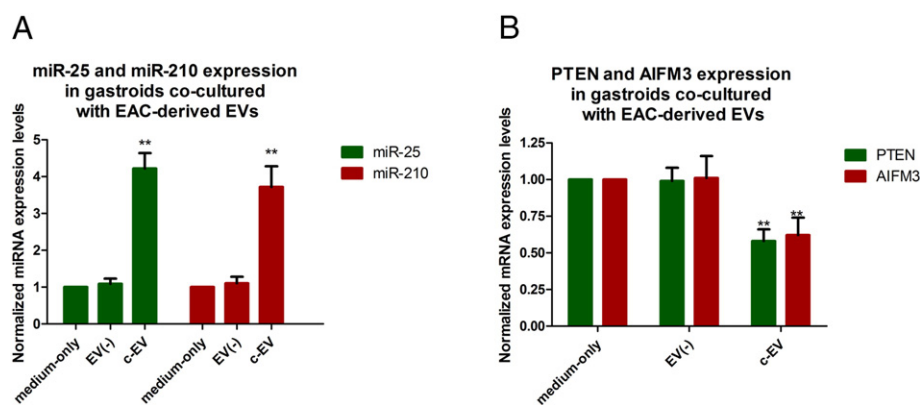 A
miR-25 and miR-210 expression
in gastroids co-cultured
with EAC-derived EVs
Normalized miRNA expression levels
5
4
3
2
1
0
**
**
miR-25
miR-210
medium-only
EV(-)
c-EV
medium-only
EV(-)
c-EV
B
PTEN and AIFM3 expression
in gastroids co-cultured
with EAC-derived EVs
Normalized mRNA expression levels
1.25
1.00
0.75
0.50
0.25
0.00
**
**
PTEN
AIFM3
medium-only
EV(-)
c-EV